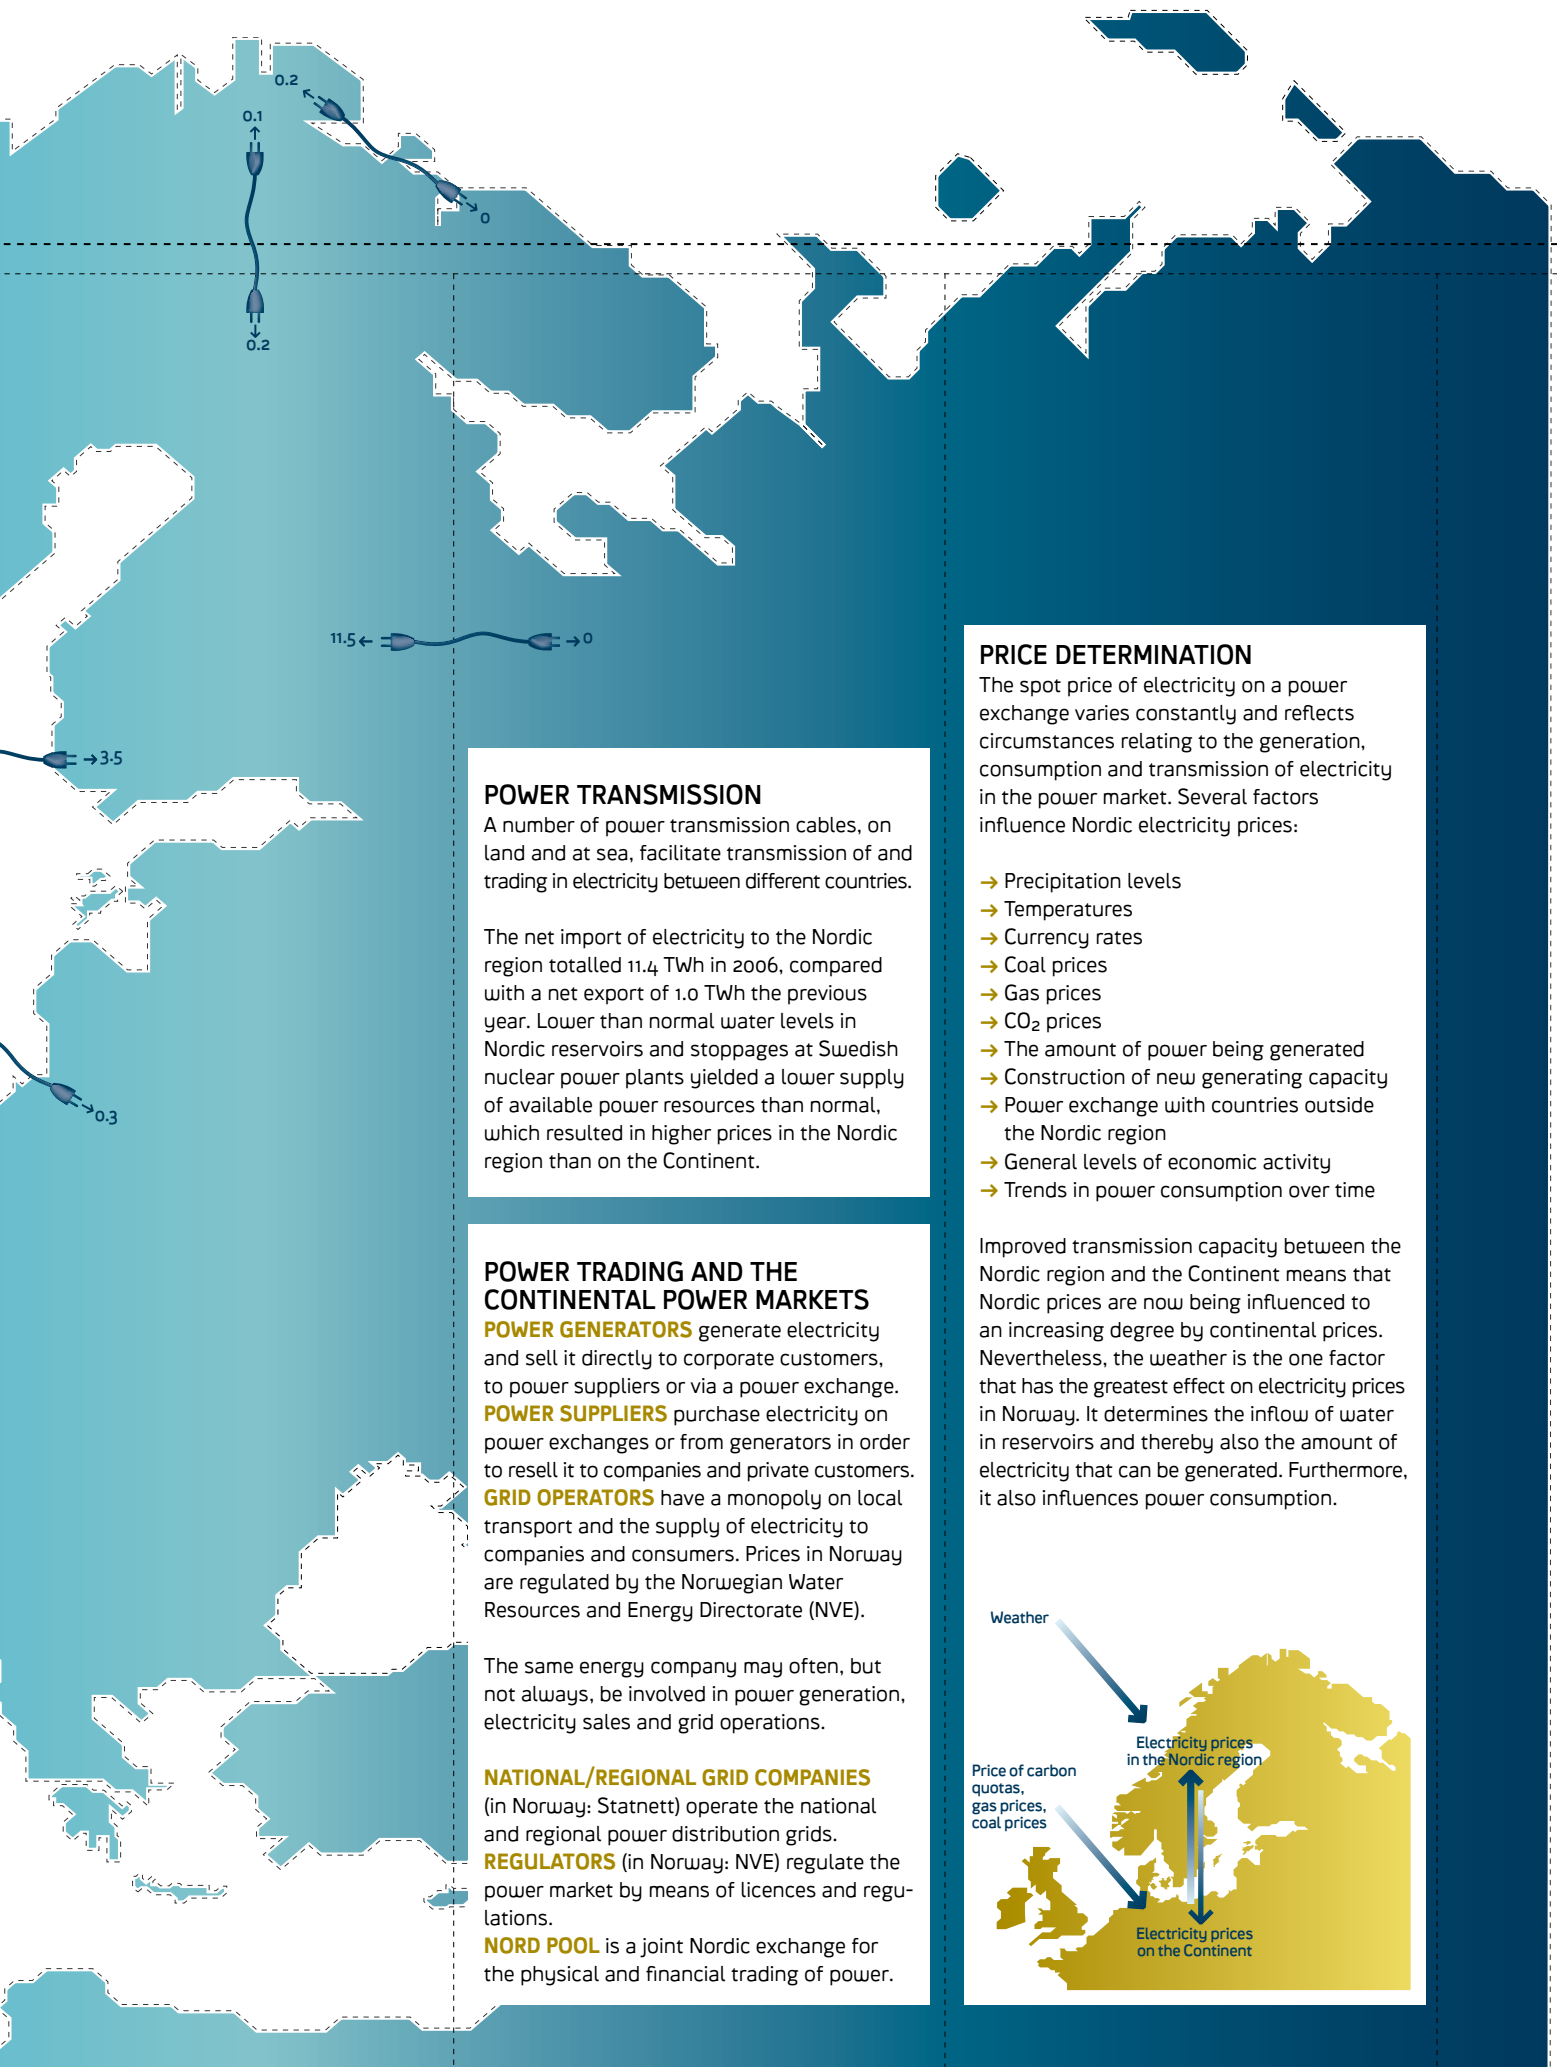 0.2
0.1
0
0.2
11.5
0
3.5
0.3
POWER TRANSMISSION
A number of power transmission cables, on
land and at sea, facilitate transmission of and
trading in electricity between different countries.
The net import of electricity to the Nordic
region totalled 11.4 TWh in 2006, compared
with a net export of 1.0 TWh the previous
year. Lower than normal water levels in
Nordic reservoirs and stoppages at Swedish
nuclear power plants yielded a lower supply
of available power resources than normal,
which resulted in higher prices in the Nordic
region than on the Continent.
POWER TRADING AND THE
CONTINENTAL POWER MARKETS
POWER GENERATORS generate electricity
and sell it directly to corporate customers,
to power suppliers or via a power exchange.
POWER SUPPLIERS purchase electricity on
power exchanges or from generators in order
to resell it to companies and private customers.
GRID OPERATORS have a monopoly on local
transport and the supply of electricity to
companies and consumers. Prices in Norway
are regulated by the Norwegian Water
Resources and Energy Directorate (NVE).
The same energy company may often, but
not always, be involved in power generation,
electricity sales and grid operations.
NATIONAL/REGIONAL GRID COMPANIES
(in Norway: Statnett) operate the national
and regional power distribution grids.
REGULATORS (in Norway: NVE) regulate the
power market by means of licences and regu-
lations.
NORD POOL is a joint Nordic exchange for
the physical and financial trading of power.
PRICE DETERMINATION
The spot price of electricity on a power
exchange varies constantly and reflects
circumstances relating to the generation,
consumption and transmission of electricity
in the power market. Several factors
influence Nordic electricity prices:
→ Precipitation levels
→ Temperatures
→ Currency rates
→ Coal prices
→ Gas prices
→ CO₂ prices
→ The amount of power being generated
→ Construction of new generating capacity
→ Power exchange with countries outside
the Nordic region
→ General levels of economic activity
→ Trends in power consumption over time
Improved transmission capacity between the
Nordic region and the Continent means that
Nordic prices are now being influenced to
an increasing degree by continental prices.
Nevertheless, the weather is the one factor
that has the greatest effect on electricity prices
in Norway. It determines the inflow of water
in reservoirs and thereby also the amount of
electricity that can be generated. Furthermore,
it also influences power consumption.
Weather
Electricity prices
in the Nordic region
Price of carbon
quotas,
gas prices,
coal prices
Electricity prices
on the Continent